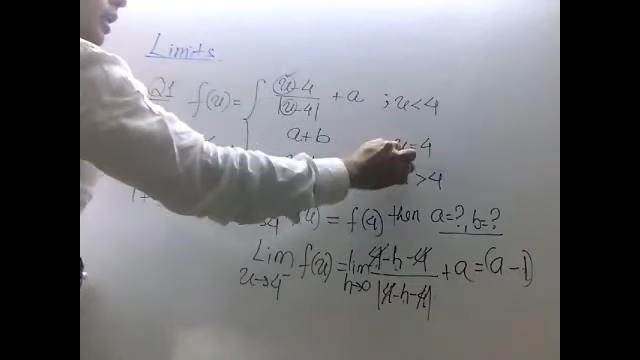 Limits.
Q1 f(x) = { x-4 / |x-4| + a ; x<4
a+b x=4
>4
(x) = f(4) then a=?, b=?
Lim x→4⁻ f(x) = lim h→0 4-h-4 / |4-h-4| + a = (a-1)